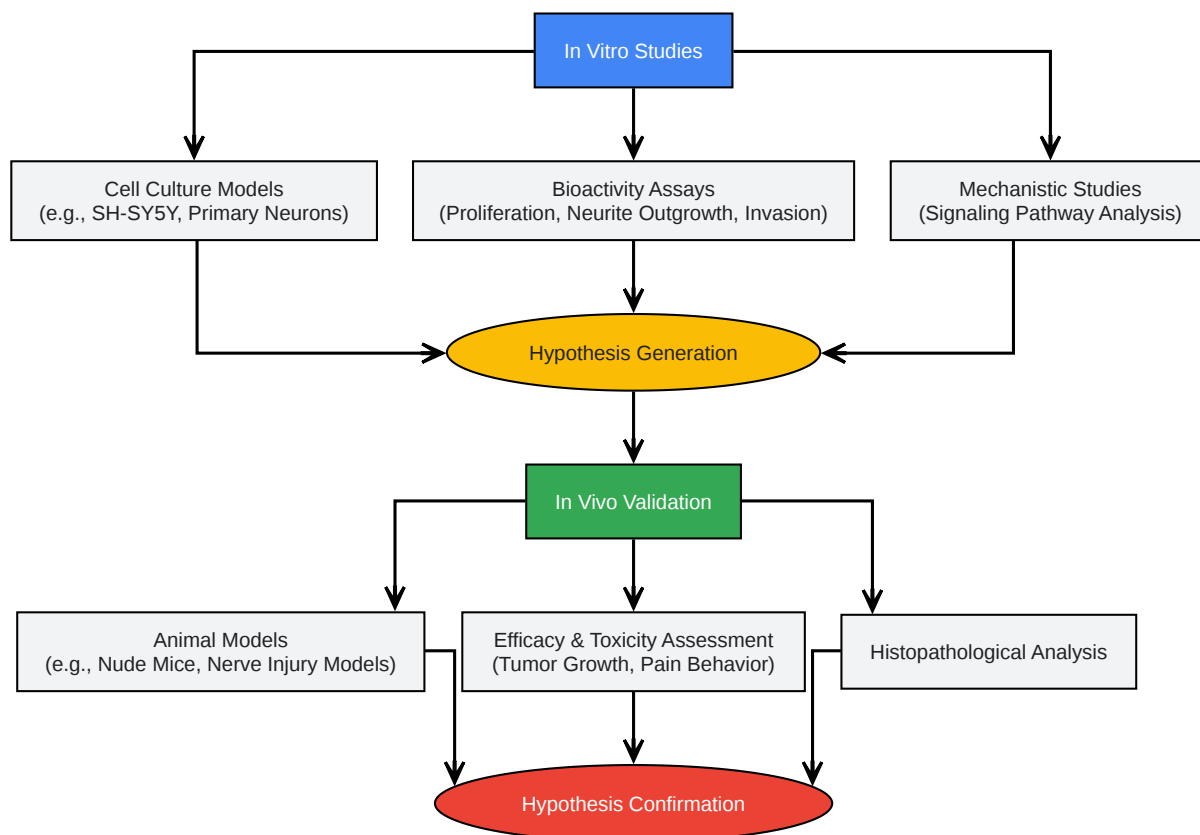 In Vitro Studies
Cell Culture Models
(e.g., SH-SY5Y, Primary Neurons)
Bioactivity Assays
(Proliferation, Neurite Outgrowth, Invasion)
Mechanistic Studies
(Signaling Pathway Analysis)
Hypothesis Generation
In Vivo Validation
Animal Models
(e.g., Nude Mice, Nerve Injury Models)
Efficacy & Toxicity Assessment
(Tumor Growth, Pain Behavior)
Histopathological Analysis
Hypothesis Confirmation